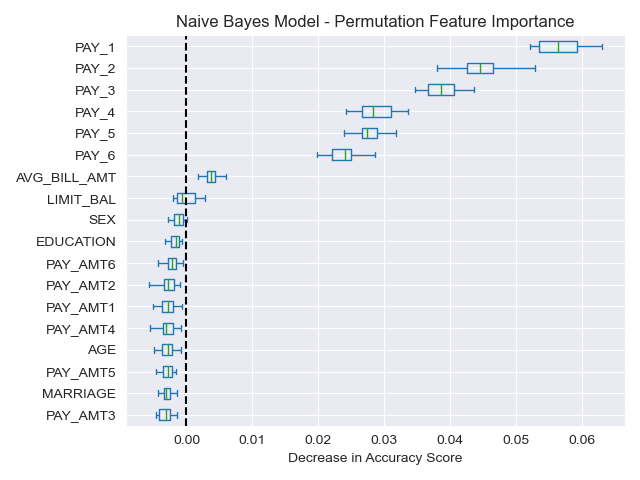 Naive Bayes Model - Permutation Feature Importance
PAY_1
PAY_2
PAY_3
PAY_4
PAY_5
PAY_6
AVG_BILL_AMT
LIMIT_BAL
SEX
EDUCATION
PAY_AMT6
PAY_AMT2
PAY_AMT1
PAY_AMT4
AGE
PAY_AMT5
MARRIAGE
PAY_AMT3
0.00 0.01 0.02 0.03 0.04 0.05 0.06
Decrease in Accuracy Score